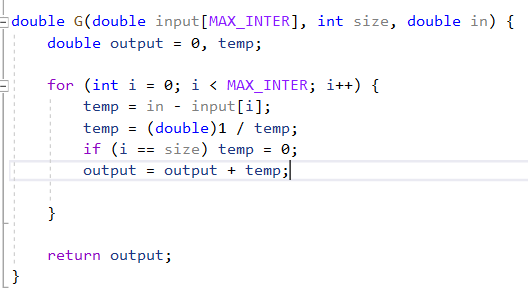 double G(double input[MAX_INTER], int size, double in) {
    double output = 0, temp;
    for (int i = 0; i < MAX_INTER; i++) {
        temp = in - input[i];
        temp = (double)1 / temp;
        if (i == size) temp = 0;
        output = output + temp;
    }
    return output;
}